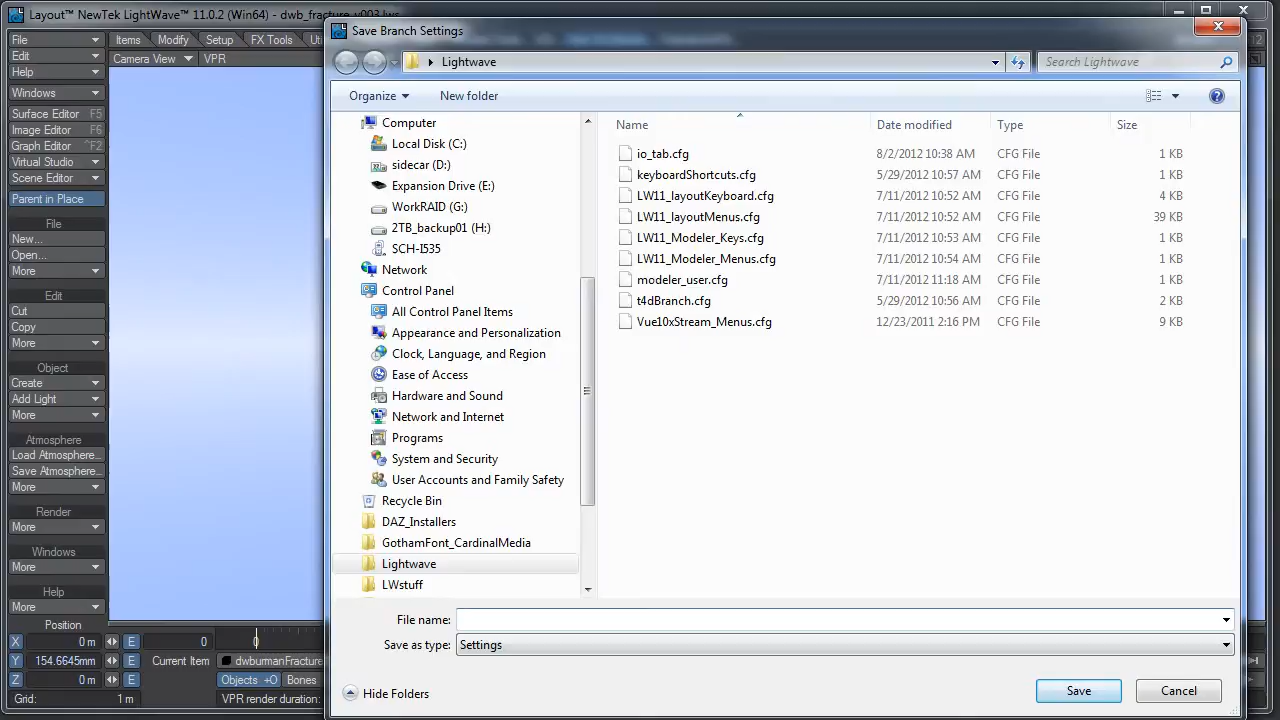 Layout™ NewTek LightWave™ 11.0.2 (Win64) - dwb_fracture_v003.lws
Save Branch Settings
File
Items
Modify
Setup
FX Tools
Edit
Camera View
VPR
Lightwave
Search Lightwave
Help
Windows
Organize
New folder
Surface Editor F5
Image Editor F6
Graph Editor ^F2
Virtual Studio
Scene Editor
Parent in Place
File
New...
Open...
More
Edit
Cut
Copy
More
Object
Create
Add Light
More
Atmosphere
Load Atmosphere...
Save Atmosphere...
More
Render
More
Windows
More
Help
More
Computer
Local Disk (C:)
sidecar (D:)
Expansion Drive (E:)
WorkRAID (G:)
2TB_backup01 (H:)
SCH-I535
Network
Control Panel
All Control Panel Items
Appearance and Personalization
Clock, Language, and Region
Ease of Access
Hardware and Sound
Network and Internet
Programs
System and Security
User Accounts and Family Safety
Recycle Bin
DAZ_Installers
GothamFont_CardinalMedia
Lightwave
LWstuff
Name Date modified Type Size
io_tab.cfg 8/2/2012 10:38 AM CFG File 1 KB
keyboardShortcuts.cfg 5/29/2012 10:57 AM CFG File 1 KB
LW11_layoutKeyboard.cfg 7/11/2012 10:52 AM CFG File 4 KB
LW11_layoutMenus.cfg 7/11/2012 10:52 AM CFG File 39 KB
LW11_Modeler_Keys.cfg 7/11/2012 10:53 AM CFG File 1 KB
LW11_Modeler_Menus.cfg 7/11/2012 10:54 AM CFG File 1 KB
modeler_user.cfg 7/11/2012 11:18 AM CFG File 1 KB
t4dBranch.cfg 5/29/2012 10:56 AM CFG File 2 KB
Vue10xStream_Menus.cfg 12/23/2011 2:16 PM CFG File 9 KB
File name:
Save as type: Settings
Hide Folders
Save
Cancel
Position
X 0 m E 0 0
Y 154.6645mm E Current Item dwburmanFracture
Z 0 m E Objects +O Bones
Grid: 1 m VPR render duration: